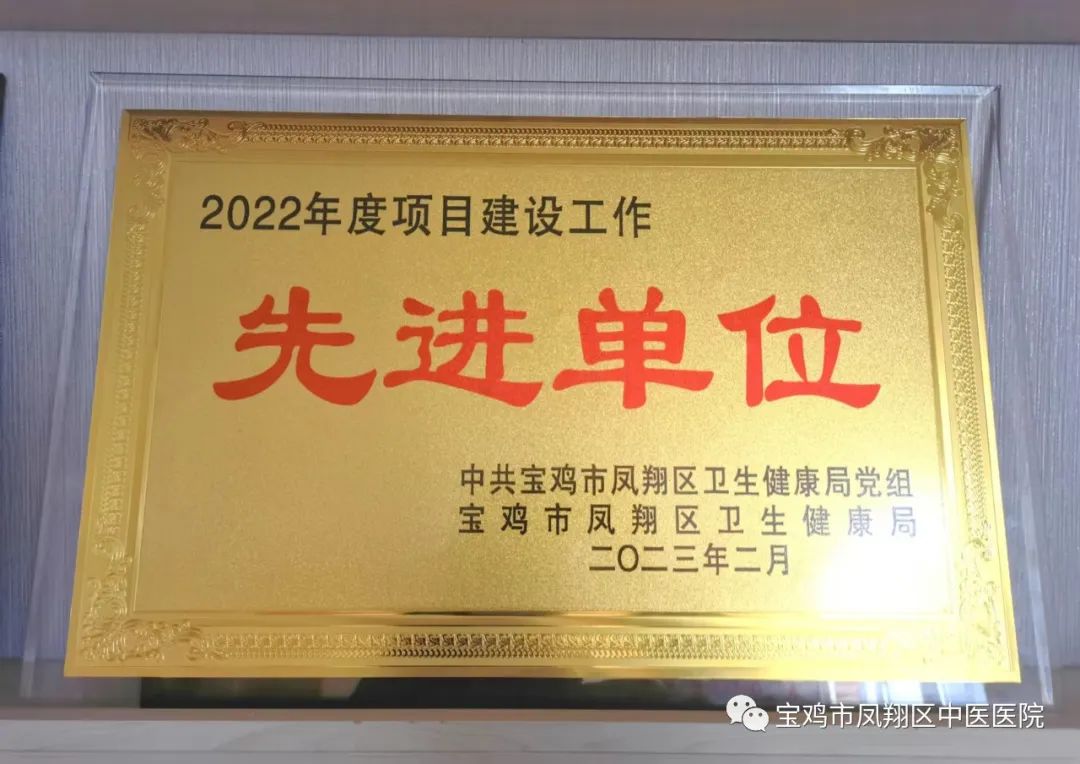 2022年度项目建设工作
先进单位
中共宝鸡市凤翔区卫生健康局党组
宝鸡市凤翔区卫生健康局
二〇二三年二月
宝鸡市凤翔区中医医院